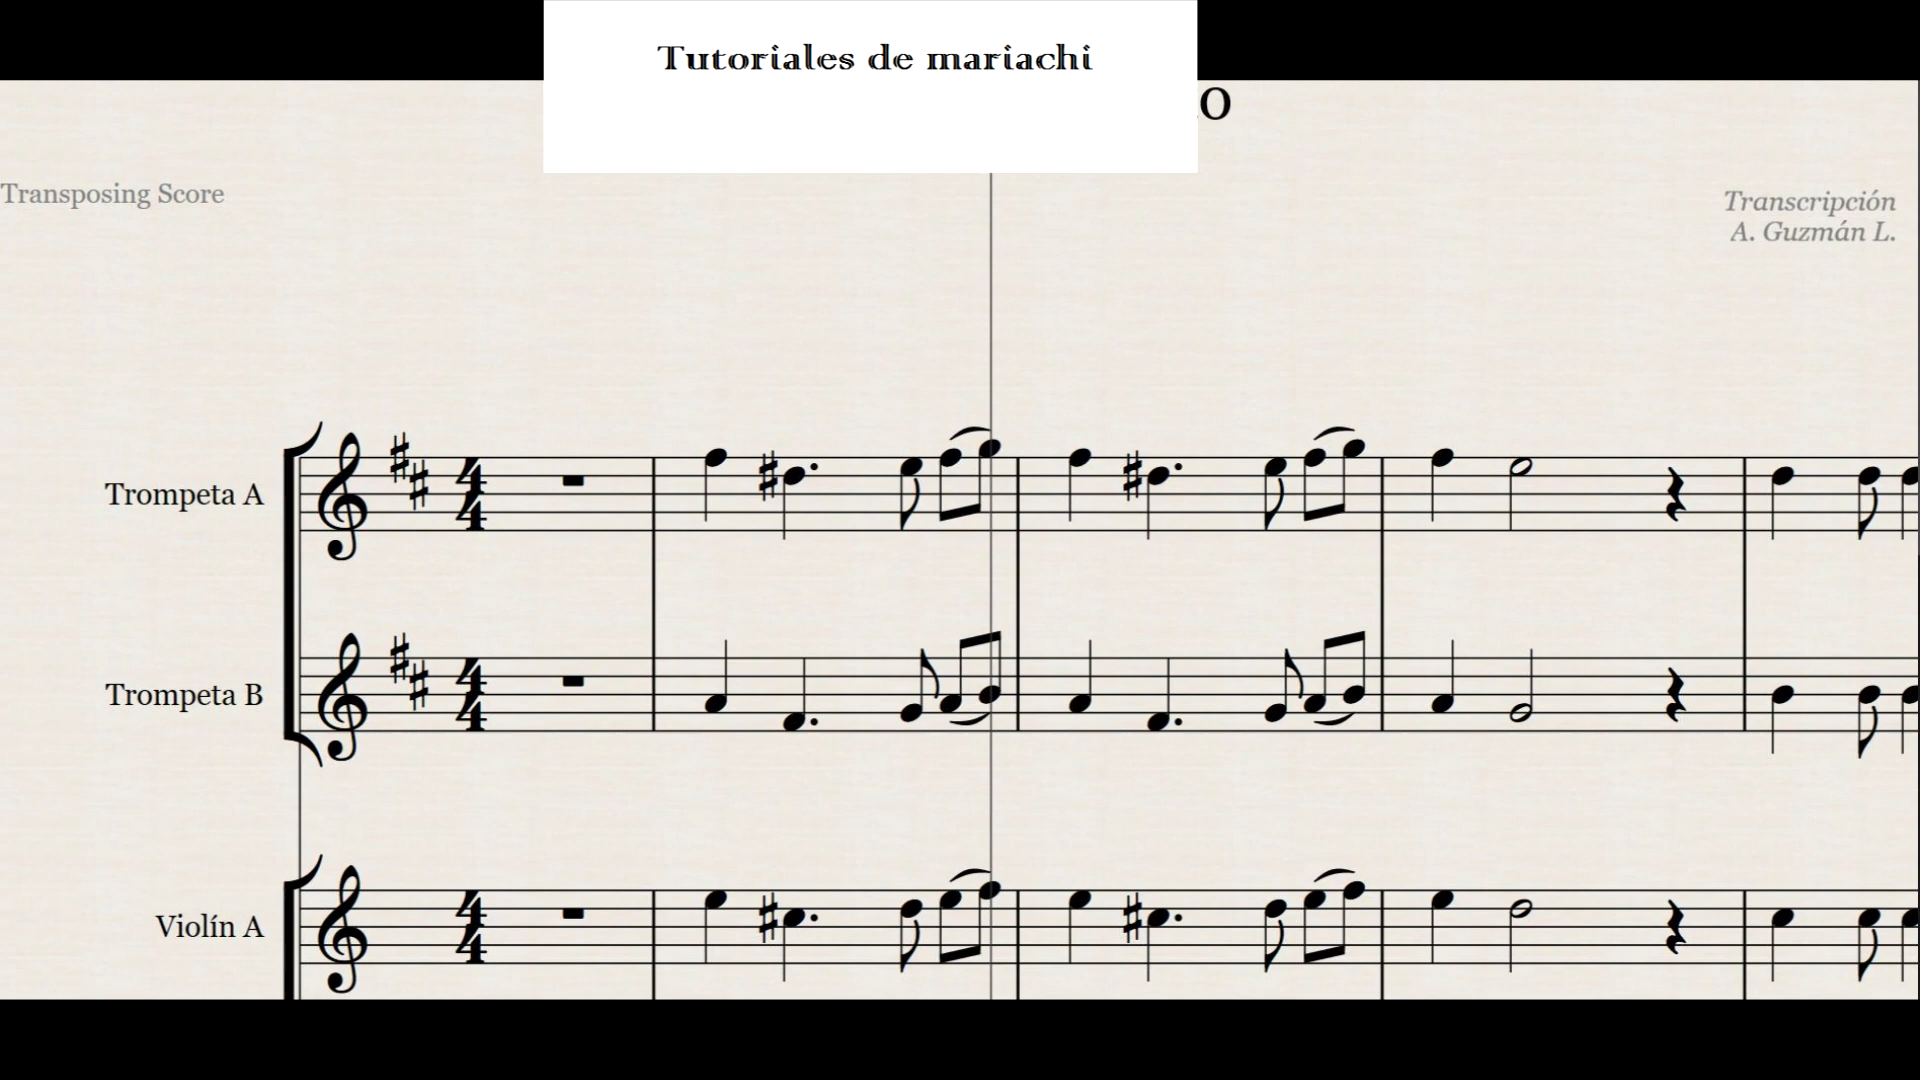 Tutoriales de mariachi
o
Transposing Score
Transcripción
A. Guzmán L.
Trompeta A
Trompeta B
Violín A